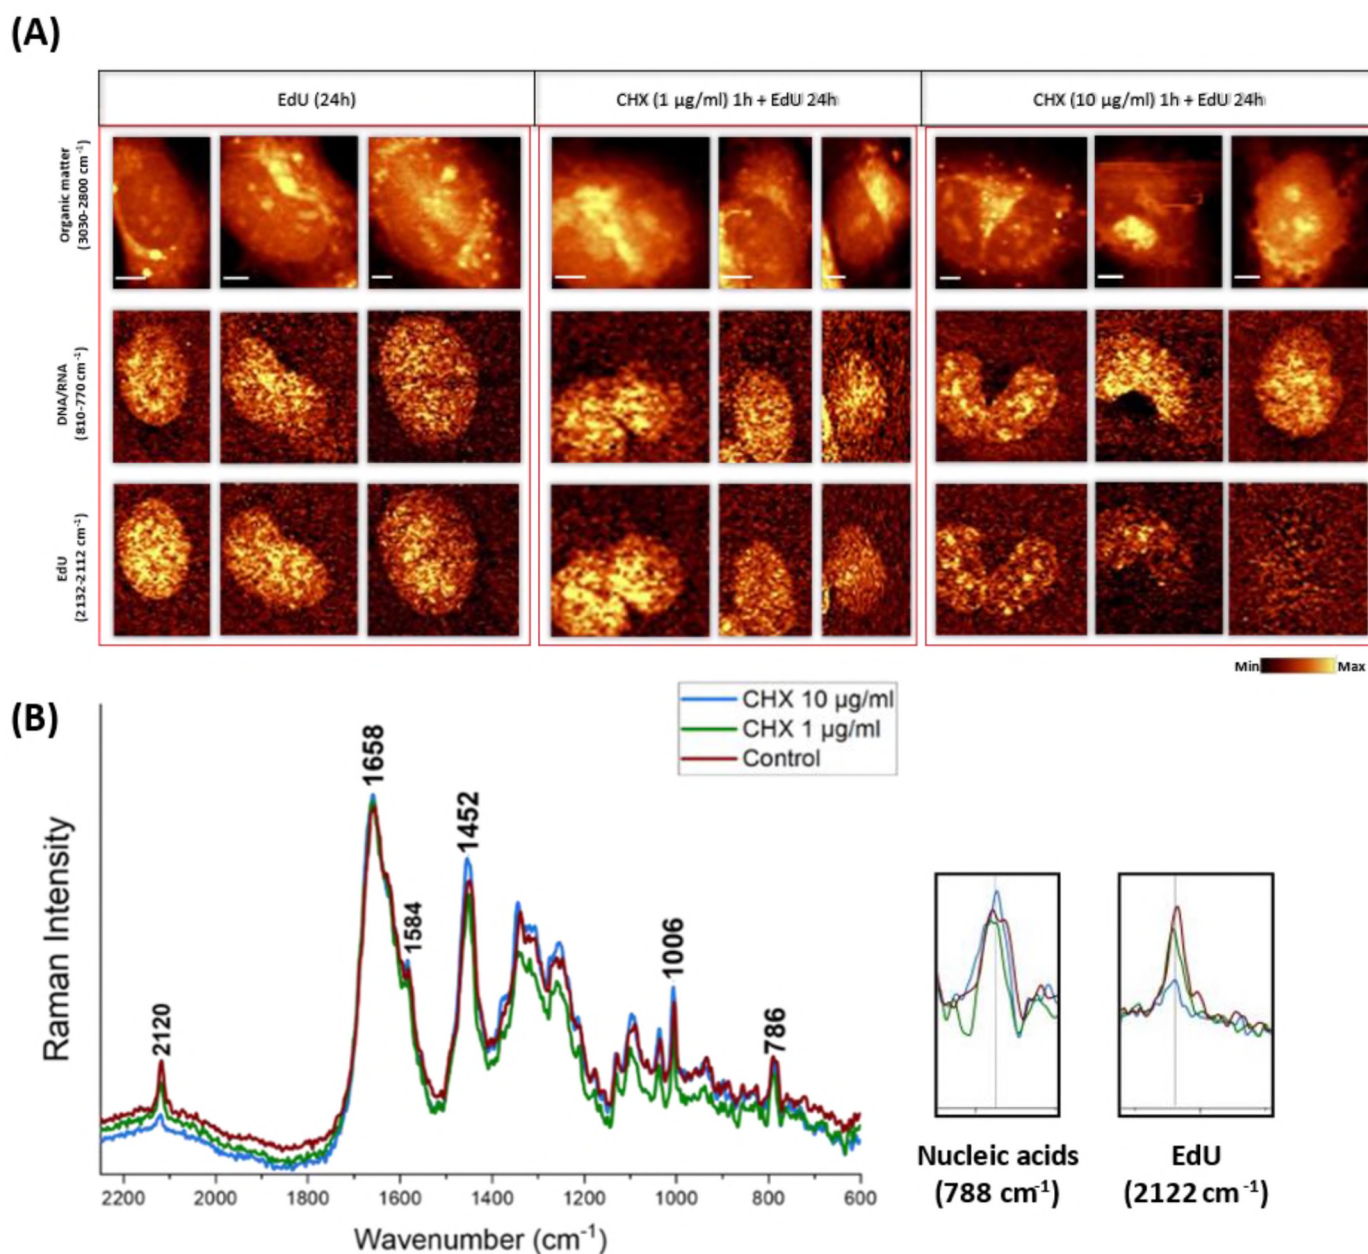 (A)
EdU (24h)
CHX (1 µg/ml) 1h + EdU 24h
CHX (10 µg/ml) 1h + EdU 24h
Organic matter
(3030-2800 cm⁻¹)
DNA/RNA
(810-770 cm⁻¹)
EdU
(2132-2112 cm⁻¹)
Min
Max
(B)
CHX 10 µg/ml
CHX 1 µg/ml
Control
Raman Intensity
2120
1658
1584
1452
1006
786
2200
2000
1800
1600
1400
1200
1000
800
600
Wavenumber (cm⁻¹)
Nucleic acids
(788 cm⁻¹)
EdU
(2122 cm⁻¹)